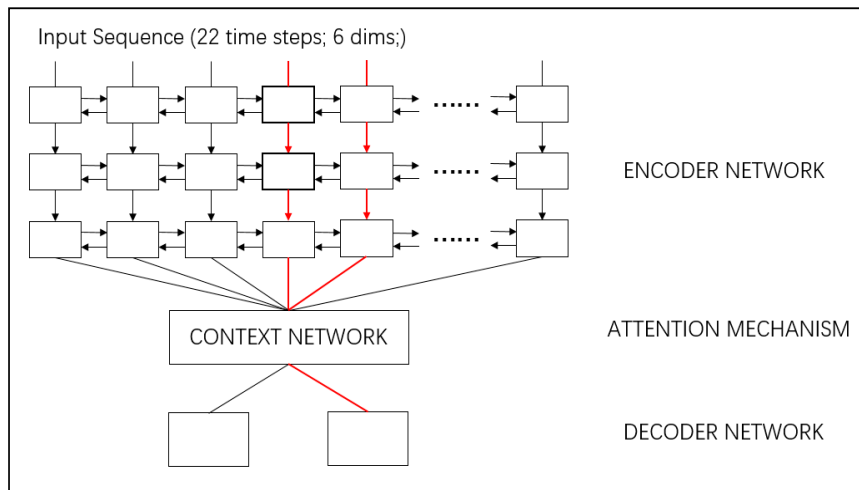 Input Sequence (22 time steps; 6 dims;)
......
......
ENCODER NETWORK
......
CONTEXT NETWORK
ATTENTION MECHANISM
DECODER NETWORK